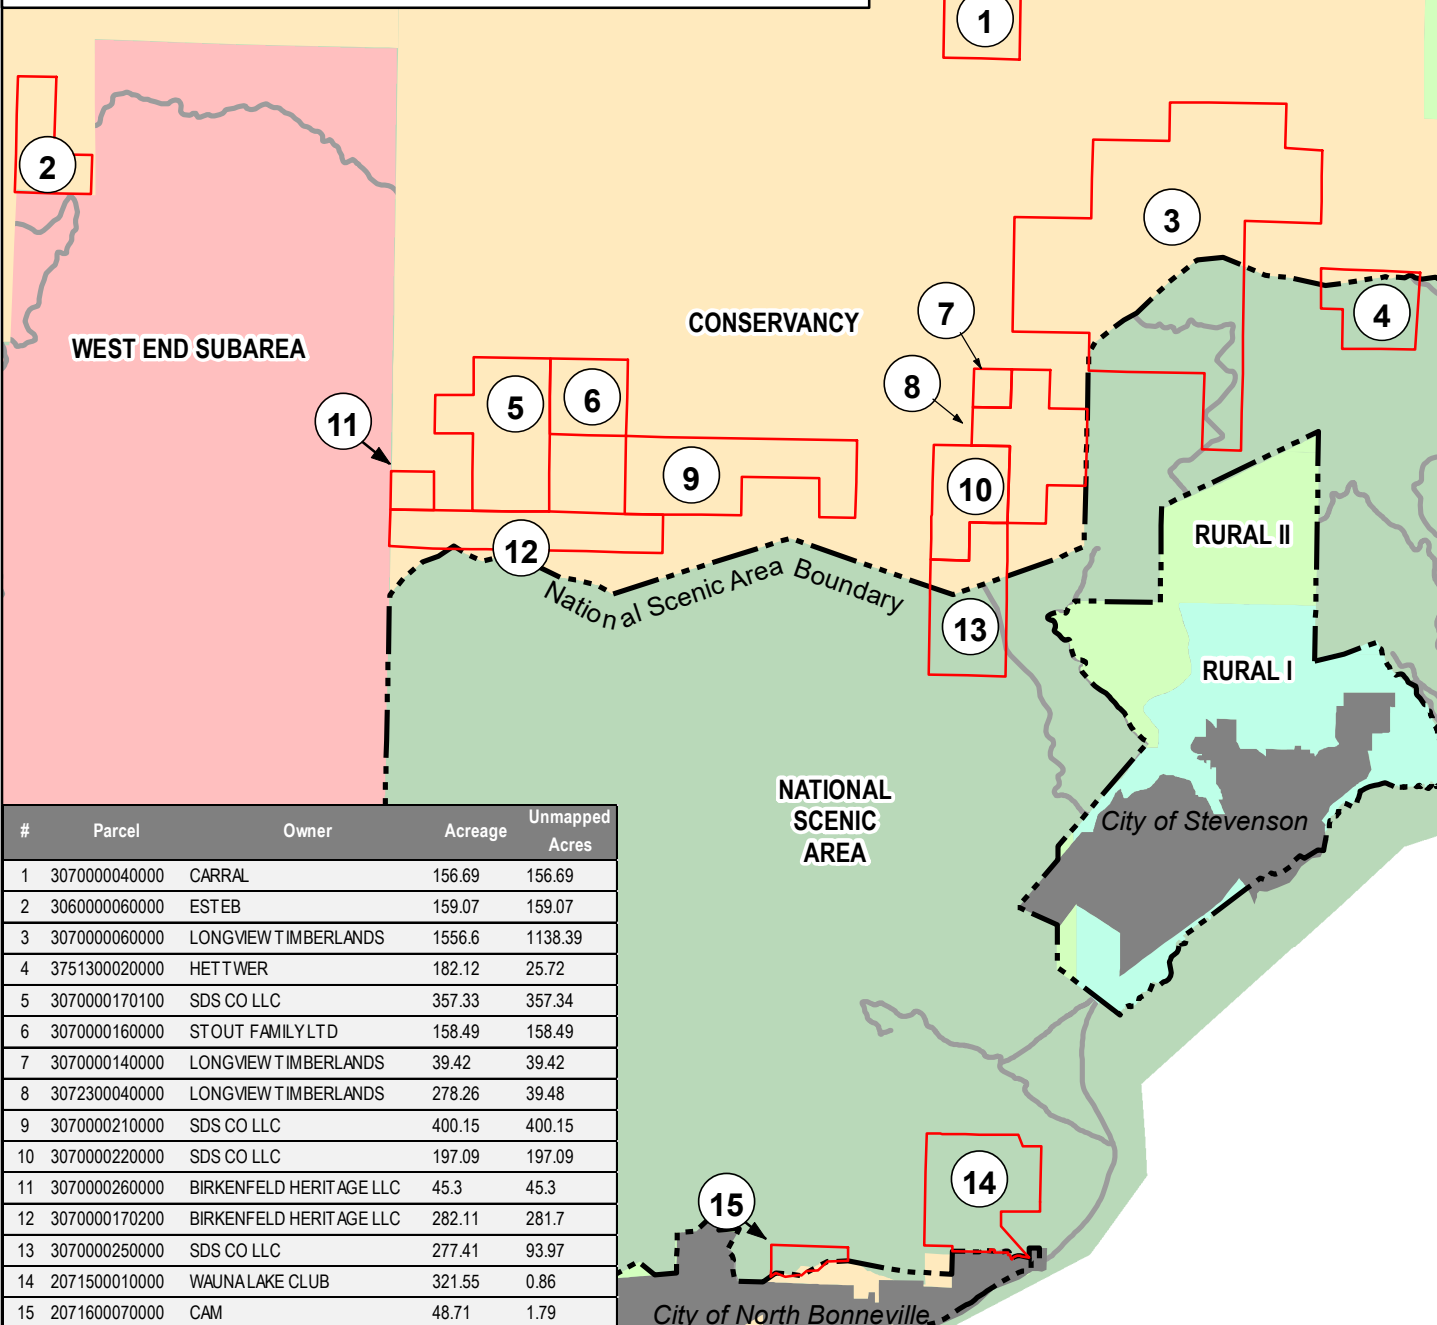 1
2
3
4
WEST END SUBAREA
CONSERVANCY
7
8
5
6
11
9
10
12
National Scenic Area Boundary
13
RURAL II
RURAL I
NATIONAL
SCENIC
AREA
City of Stevenson
14
15
City of North Bonneville
# Parcel Owner Acreage Unmapped Acres
1 3070000040000 CARRAL 156.69 156.69
2 3060000060000 ESTEB 159.07 159.07
3 3070000060000 LONGVIEW TIMBERLANDS 1556.6 1138.39
4 3751300020000 HETTWER 182.12 25.72
5 3070000170100 SDS CO LLC 357.33 357.34
6 3070000160000 STOUT FAMILY LTD 158.49 158.49
7 3070000140000 LONGVIEW TIMBERLANDS 39.42 39.42
8 3072300040000 LONGVIEW TIMBERLANDS 278.26 39.48
9 3070000210000 SDS CO LLC 400.15 400.15
10 3070000220000 SDS CO LLC 197.09 197.09
11 3070000260000 BIRKENFELD HERITAGE LLC 45.3 45.3
12 3070000170200 BIRKENFELD HERITAGE LLC 282.11 281.7
13 3070000250000 SDS CO LLC 277.41 93.97
14 2071500010000 WAUNA LAKE CLUB 321.55 0.86
15 2071600070000 CAM 48.71 1.79